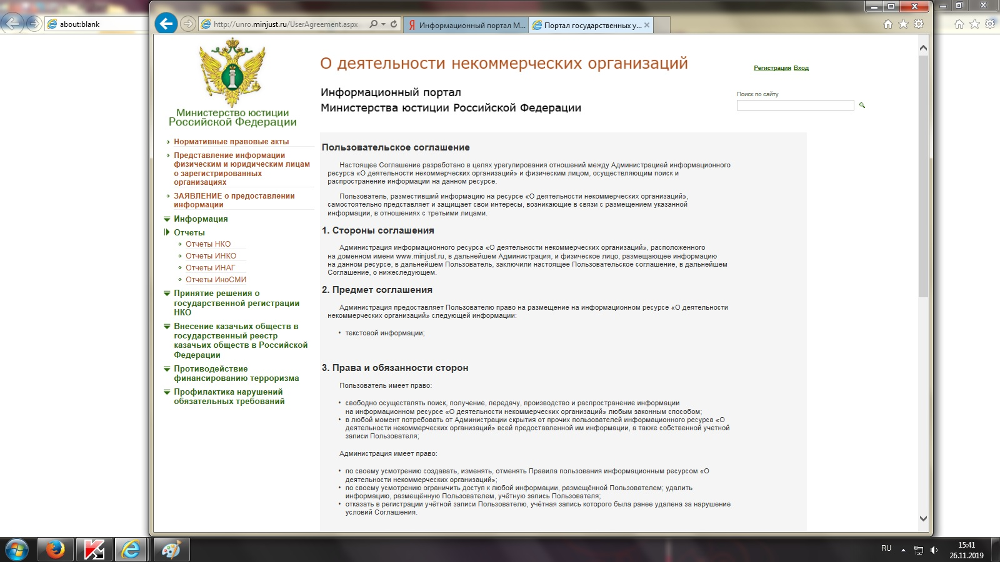 about:blank
http://unro.minjust.ru/UserAgreement.aspx
Информационный портал М...
Портал государственных у...
Министерство юстиции
Российской Федерации
О деятельности некоммерческих организаций
Информационный портал
Министерства юстиции Российской Федерации
Регистрация Вход
Поиск по сайту
Нормативные правовые акты
Представление информации
физическим и юридическим лицам
о зарегистрированных
организациях
ЗАЯВЛЕНИЕ о предоставлении
информации
Информация
Отчеты
Отчеты НКО
Отчеты ИНКО
Отчеты ИНАГ
Отчеты ИноСМИ
Принятие решения о
государственной регистрации
НКО
Внесение казачьих обществ в
государственный реестр
казачьих обществ в Российской
Федерации
Противодействие
финансированию терроризма
Профилактика нарушений
обязательных требований
Пользовательское соглашение
Настоящее Соглашение разработано в целях урегулирования отношений между Администрацией информационного
ресурса «О деятельности некоммерческих организаций» и физическим лицом, осуществляющим поиск и
распространение информации на данном ресурсе.
Пользователь, разместивший информацию на ресурсе «О деятельности некоммерческих организаций»,
самостоятельно представляет и защищает свои интересы, возникающие в связи с размещением указанной
информации, в отношениях с третьими лицами.
1. Стороны соглашения
Администрация информационного ресурса «О деятельности некоммерческих организаций», расположенного
на доменном имени www.minjust.ru, в дальнейшем Администрация, и физическое лицо, размещающее информацию
на данном ресурсе, в дальнейшем Пользователь, заключили настоящее Пользовательское соглашение, в дальнейшем
Соглашение, о нижеследующем.
2. Предмет соглашения
Администрация предоставляет Пользователю право на размещение на информационном ресурсе «О деятельности
некоммерческих организаций» следующей информации:
• текстовой информации;
3. Права и обязанности сторон
Пользователь имеет право:
• свободно осуществлять поиск, получение, передачу, производство и распространение информации
на информационном ресурсе «О деятельности некоммерческих организаций» любым законным способом;
• в любой момент потребовать от Администрации скрытия от прочих пользователей информационного ресурса «О
деятельности некоммерческих организаций» всей предоставленной им информации, а также собственной учетной
записи Пользователя;
Администрация имеет право:
• по своему усмотрению создавать, изменять, отменять Правила пользования информационным ресурсом «О
деятельности некоммерческих организаций»;
• по своему усмотрению ограничить доступ к любой информации, размещённой Пользователем; удалить
информацию, размещённую Пользователем, учётную запись Пользователя;
• отказать в регистрации учётной записи Пользователю, учётная запись которого была ранее удалена за нарушение
условий Соглашения.
RU
15:41
26.11.2019